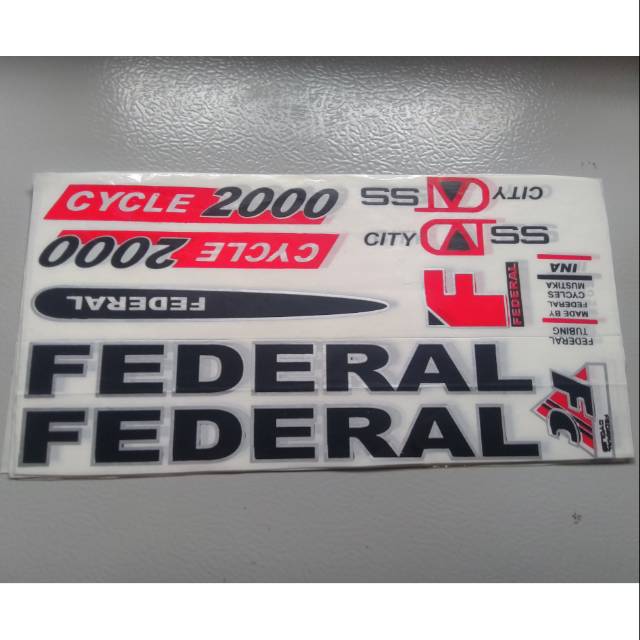 CYCLE 2000
CITY SS
CYCLE 2000
CITY SS
FEDERAL
F
FEDERAL
FEDERAL
TUBING
MADE BY
FEDERAL
CYCLES
MUSTIKA
INA
FEDERAL
FEDERAL
FC